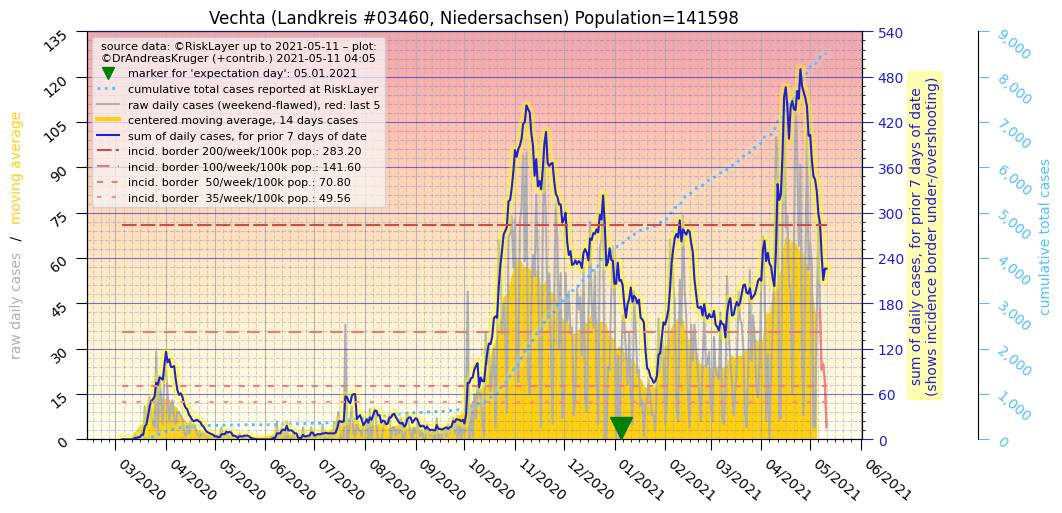 Vechta (Landkreis #03460, Niedersachsen) Population=141598
source data: ©RiskLayer up to 2021-05-11 – plot:
©DrAndreasKruger (+contrib.) 2021-05-11 04:05
marker for 'expectation day': 05.01.2021
cumulative total cases reported at RiskLayer
raw daily cases (weekend-flawed), red: last 5
centered moving average, 14 days cases
sum of daily cases, for prior 7 days of date
incid. border 200/week/100k pop.: 283.20
incid. border 100/week/100k pop.: 141.60
incid. border  50/week/100k pop.: 70.80
incid. border  35/week/100k pop.: 49.56
raw daily cases / moving average
135
120
105
90
75
60
45
30
15
0
03/2020
04/2020
05/2020
06/2020
07/2020
08/2020
09/2020
10/2020
11/2020
12/2020
01/2021
02/2021
03/2021
04/2021
05/2021
06/2021
540
480
420
360
300
240
180
120
60
0
sum of daily cases, for prior 7 days of date
(shows incidence border under-/overshooting)
9,000
8,000
7,000
6,000
5,000
4,000
3,000
2,000
1,000
0
cumulative total cases